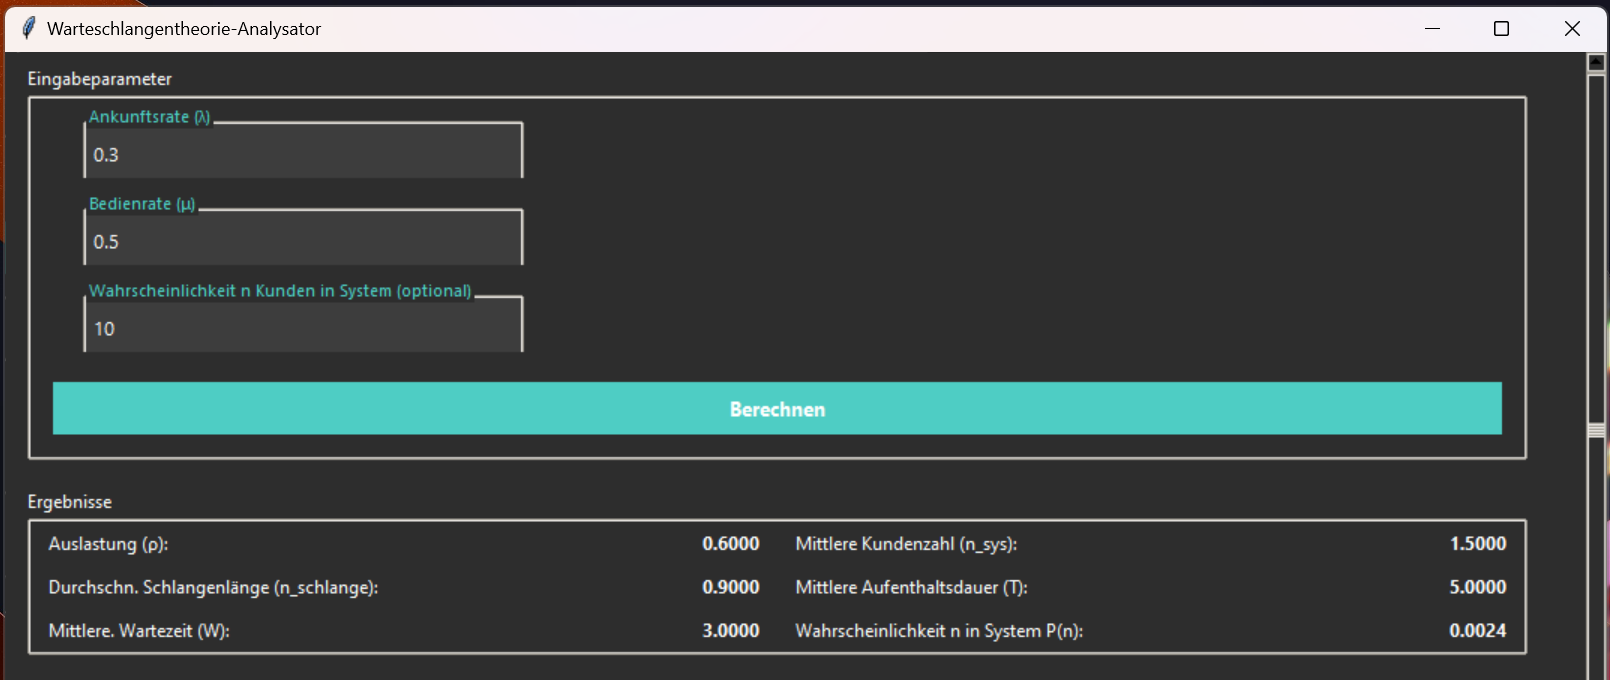 Warteschlangentheorie-Analysator
Eingabeparameter
Ankunftsrate (λ)
0.3
Bedienrate (μ)
0.5
Wahrscheinlichkeit n Kunden in System (optional)
10
Berechnen
Ergebnisse
Auslastung (ρ): 0.6000 Mittlere Kundenzahl (n_sys): 1.5000
Durchschn. Schlangenlänge (n_schlange): 0.9000 Mittlere Aufenthaltsdauer (T): 5.0000
Mittlere. Wartezeit (W): 3.0000 Wahrscheinlichkeit n in System P(n): 0.0024